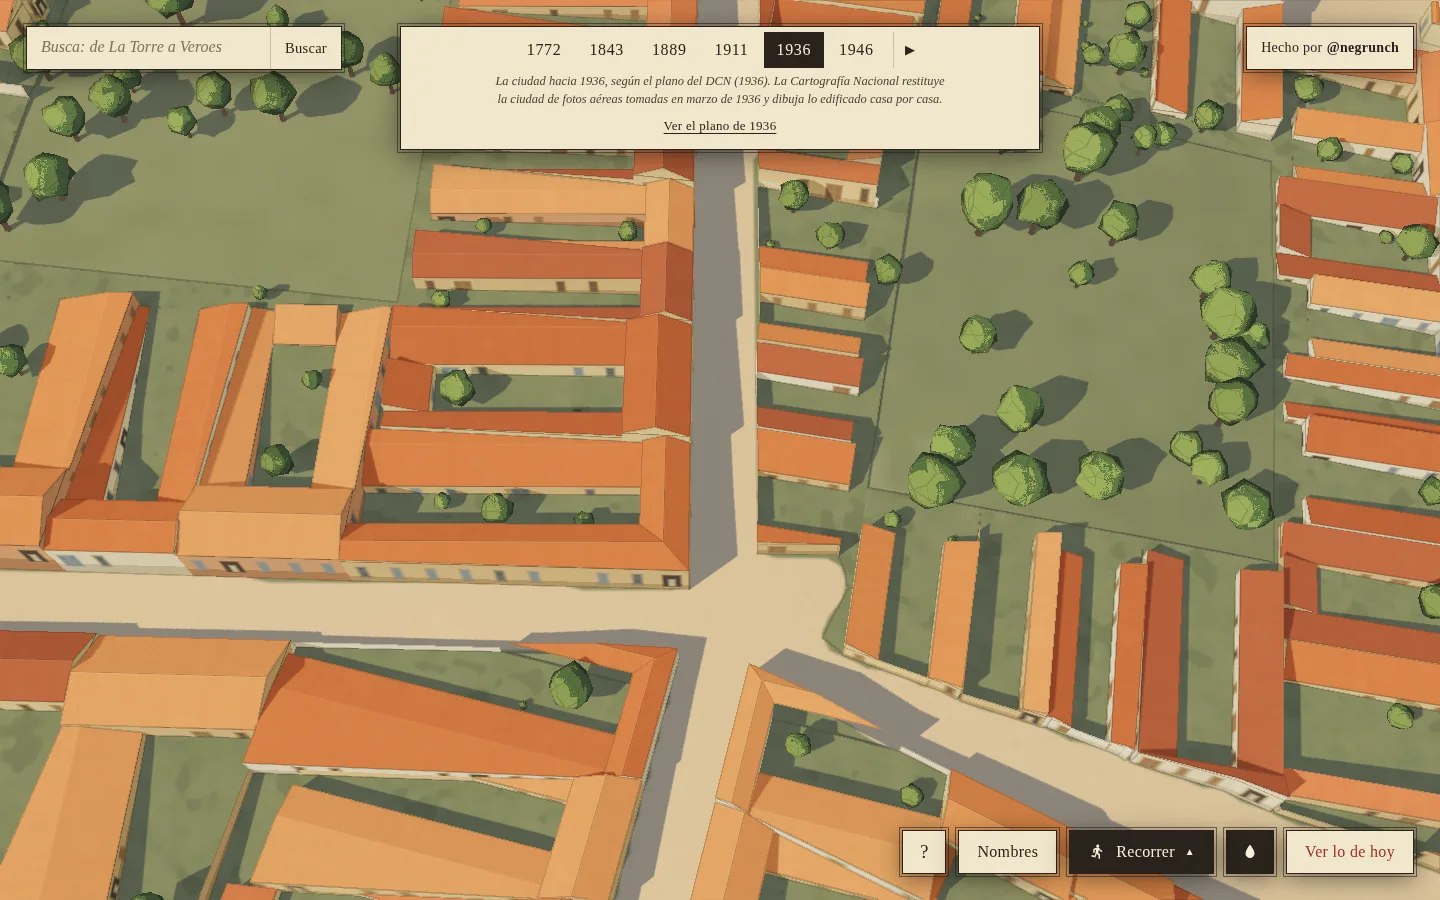 Busca: de La Torre a Veroes
Buscar
1772 1843 1889 1911 1936 1946 ▶
La ciudad hacia 1936, según el plano del DCN (1936). La Cartografía Nacional restituye
la ciudad de fotos aéreas tomadas en marzo de 1936 y dibuja lo edificado casa por casa.
Ver el plano de 1936
Hecho por @negrunch
?
Nombres
Recorrer ▲
Ver lo de hoy